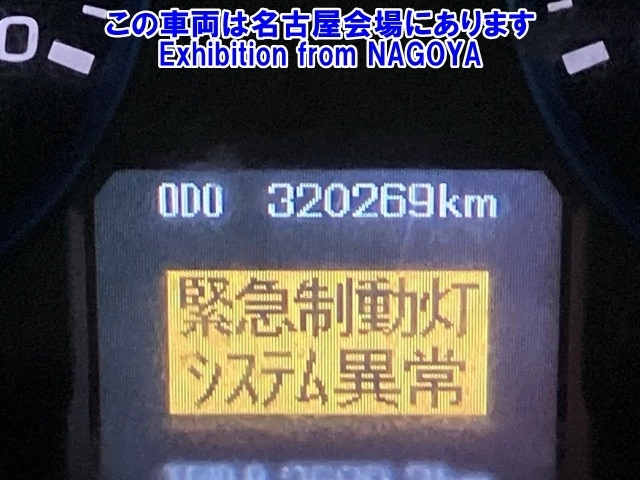 この車両は名古屋会場にあります
Exhibition from NAGOYA
0
ODO 320269km
緊急制動灯
システム異常